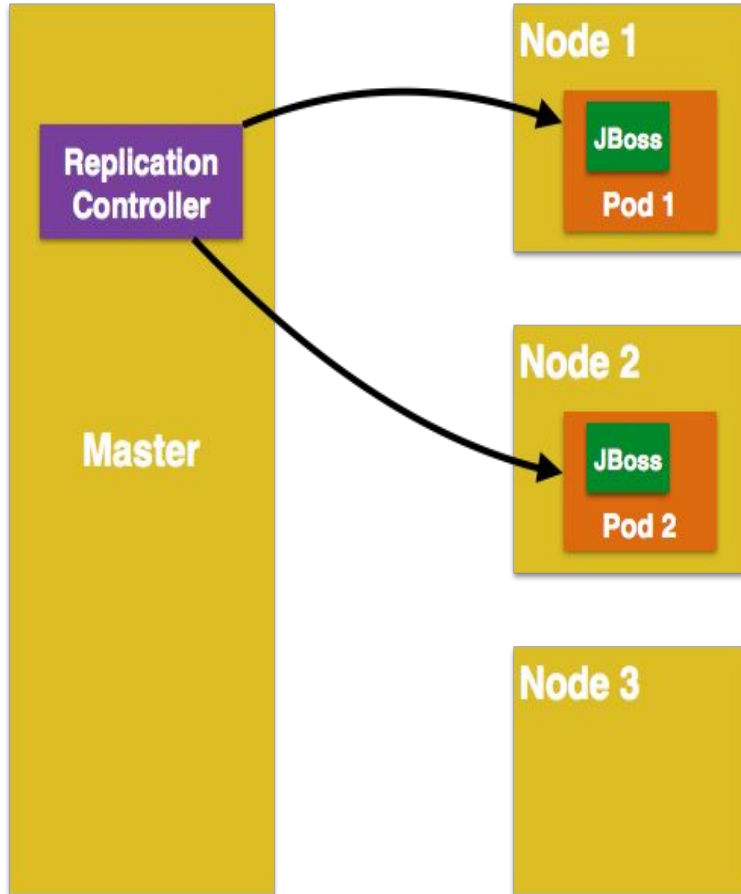 Replication
Controller
Master
Node 1
JBoss
Pod 1
Node 2
JBoss
Pod 2
Node 3